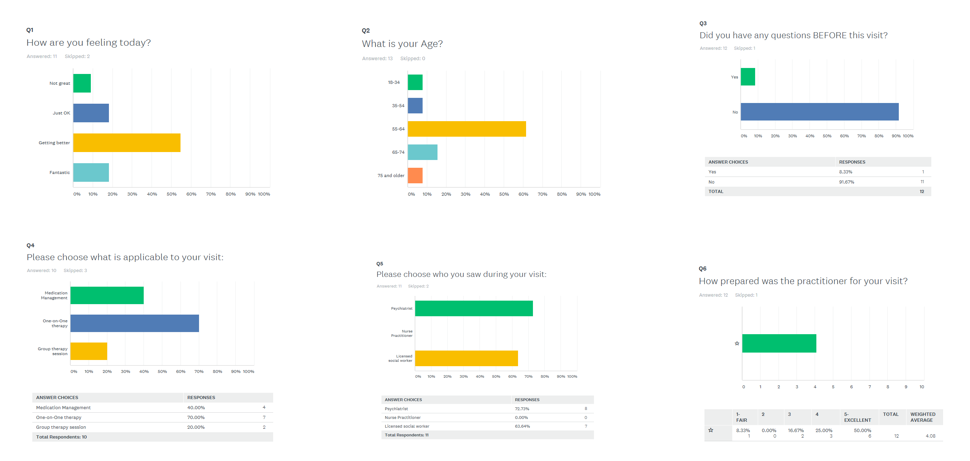 Q1
How are you feeling today?
Answered: 11 Skipped: 2
Not great
Just OK
Getting better
Fantastic
0% 10% 20% 30% 40% 50% 60% 70% 80% 90% 100%
Q2
What is your Age?
Answered: 13 Skipped: 0
18-34
35-54
55-64
65-74
75 and older
0% 10% 20% 30% 40% 50% 60% 70% 80% 90% 100%
Q3
Did you have any questions BEFORE this visit?
Answered: 12 Skipped: 1
Yes
No
0% 10% 20% 30% 40% 50% 60% 70% 80% 90% 100%
ANSWER CHOICES RESPONSES
Yes 8.33% 1
No 91.67% 11
TOTAL 12
Q4
Please choose what is applicable to your visit:
Answered: 10 Skipped: 3
Medication
Management
One-on-One
therapy
Group therapy
session
0% 10% 20% 30% 40% 50% 60% 70% 80% 90% 100%
ANSWER CHOICES RESPONSES
Medication Management 40.00% 4
One-on-One therapy 70.00% 7
Group therapy session 20.00% 2
Total Respondents: 10
Q5
Please choose who you saw during your visit:
Answered: 11 Skipped: 2
Psychiatrist
Nurse
Practitioner
Licensed
social worker
0% 10% 20% 30% 40% 50% 60% 70% 80% 90% 100%
ANSWER CHOICES RESPONSES
Psychiatrist 72.73% 8
Nurse Practitioner 0.00% 0
Licensed social worker 63.64% 7
Total Respondents: 11
Q6
How prepared was the practitioner for your visit?
Answered: 12 Skipped: 1
0 1 2 3 4 5 6 7 8 9 10
1- 2 3 4 5- TOTAL WEIGHTED
FAIR EXCELLENT AVERAGE
8.33% 0.00% 16.67% 25.00% 50.00%
1 0 2 3 6 12 4.08